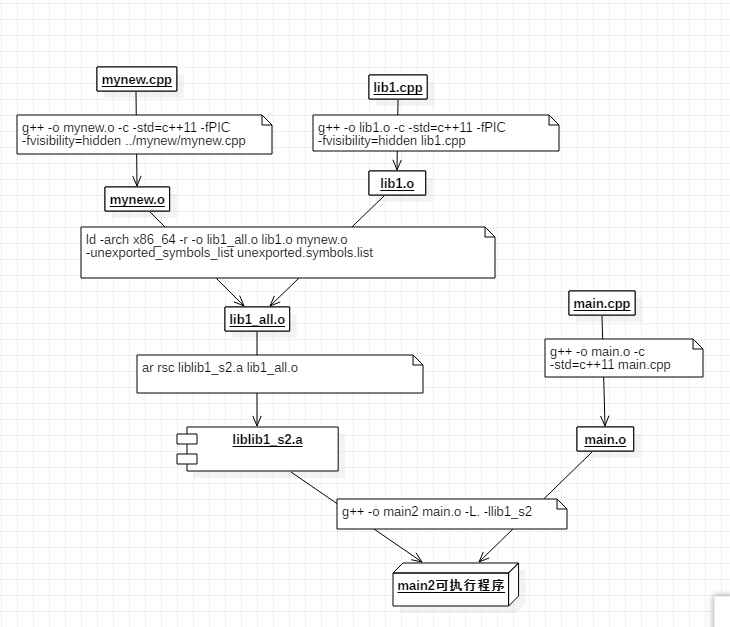 mynew.cpp
lib1.cpp
g++ -o mynew.o -c -std=c++11 -fPIC
-fvisibility=hidden ../mynew/mynew.cpp
g++ -o lib1.o -c -std=c++11 -fPIC
-fvisibility=hidden lib1.cpp
mynew.o
lib1.o
ld -arch x86_64 -r -o lib1_all.o lib1.o mynew.o
-unexported_symbols_list unexported.symbols.list
lib1_all.o
main.cpp
g++ -o main.o -c
-std=c++11 main.cpp
ar rsc liblib1_s2.a lib1_all.o
liblib1_s2.a
main.o
g++ -o main2 main.o -L. -llib1_s2
main2可执行程序